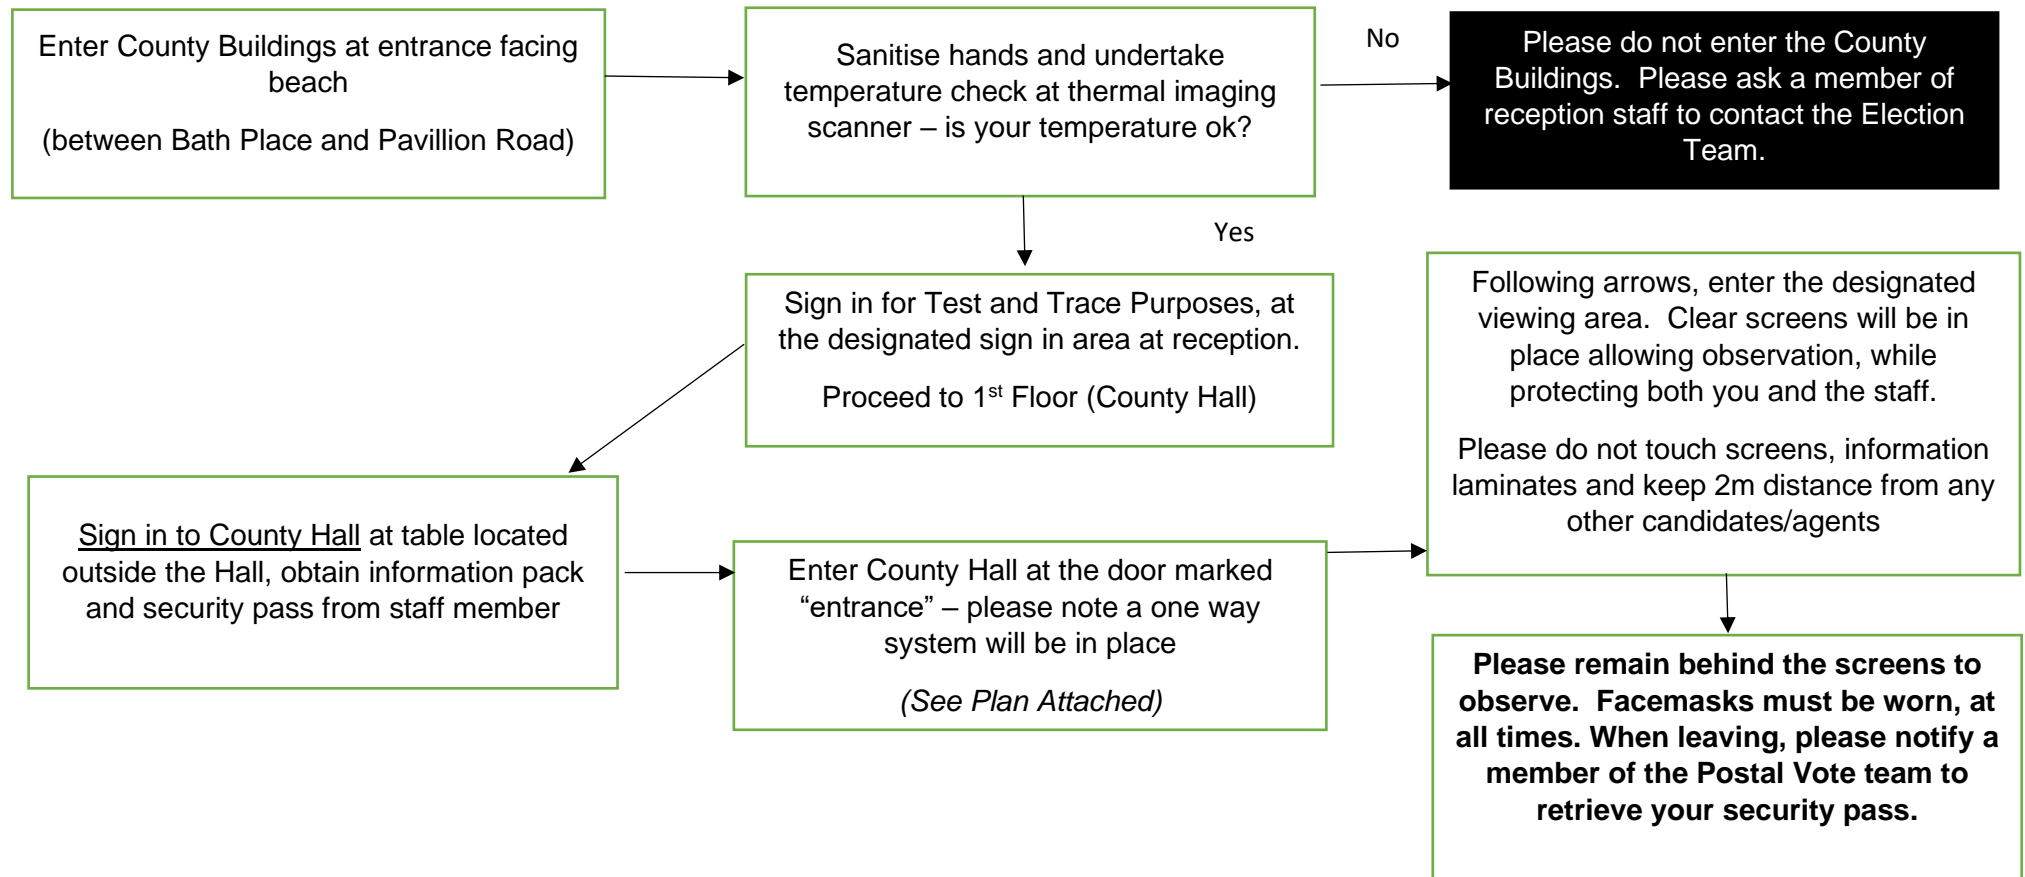 Enter County Buildings at entrance facing
beach
(between Bath Place and Pavillion Road)
Sanitise hands and undertake
temperature check at thermal imaging
scanner – is your temperature ok?
No
Please do not enter the County
Buildings.  Please ask a member of
reception staff to contact the Election
Team.
Yes
Sign in for Test and Trace Purposes, at
the designated sign in area at reception.
Proceed to 1st Floor (County Hall)
Sign in to County Hall at table located
outside the Hall, obtain information pack
and security pass from staff member
Enter County Hall at the door marked
“entrance” – please note a one way
system will be in place
(See Plan Attached)
Following arrows, enter the designated
viewing area.  Clear screens will be in
place allowing observation, while
protecting both you and the staff.
Please do not touch screens, information
laminates and keep 2m distance from any
other candidates/agents
Please remain behind the screens to
observe.  Facemasks must be worn, at
all times. When leaving, please notify a
member of the Postal Vote team to
retrieve your security pass.